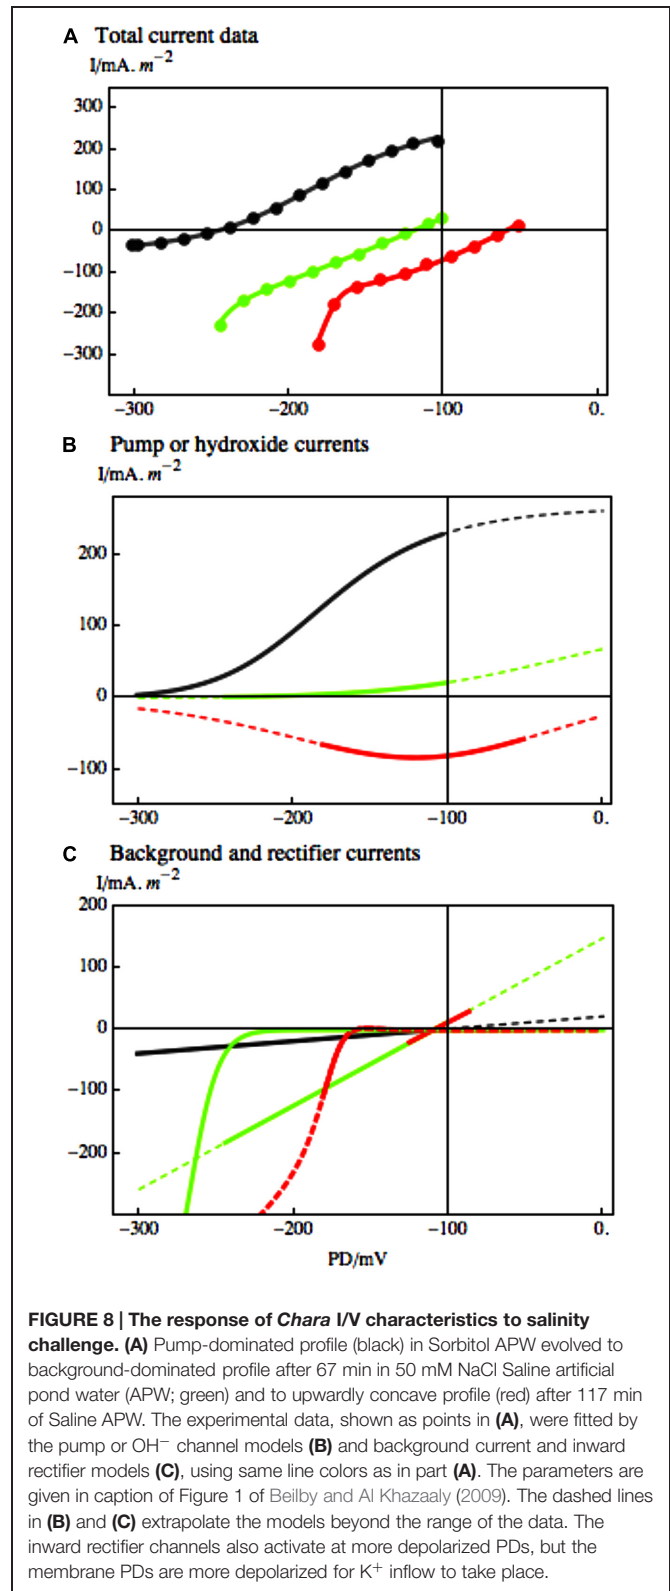 A Total current data
I/mA. m⁻²
300
200
100
0
−100
−200
−300
−300 −200 −100 0.
B Pump or hydroxide currents
I/mA. m⁻²
200
100
0
−100
−300 −200 −100 0.
C Background and rectifier currents
I/mA. m⁻²
200
100
0
−100
−200
−300 −200 −100 0.
PD/mV
FIGURE 8 | The response of Chara I/V characteristics to salinity
challenge. (A) Pump-dominated profile (black) in Sorbitol APW evolved to
background-dominated profile after 67 min in 50 mM NaCl Saline artificial
pond water (APW; green) and to upwardly concave profile (red) after 117 min
of Saline APW. The experimental data, shown as points in (A), were fitted by
the pump or OH⁻ channel models (B) and background current and inward
rectifier models (C), using same line colors as in part (A). The parameters are
given in caption of Figure 1 of Beilby and Al Khazaaly (2009). The dashed lines
in (B) and (C) extrapolate the models beyond the range of the data. The
inward rectifier channels also activate at more depolarized PDs, but the
membrane PDs are more depolarized for K⁺ inflow to take place.